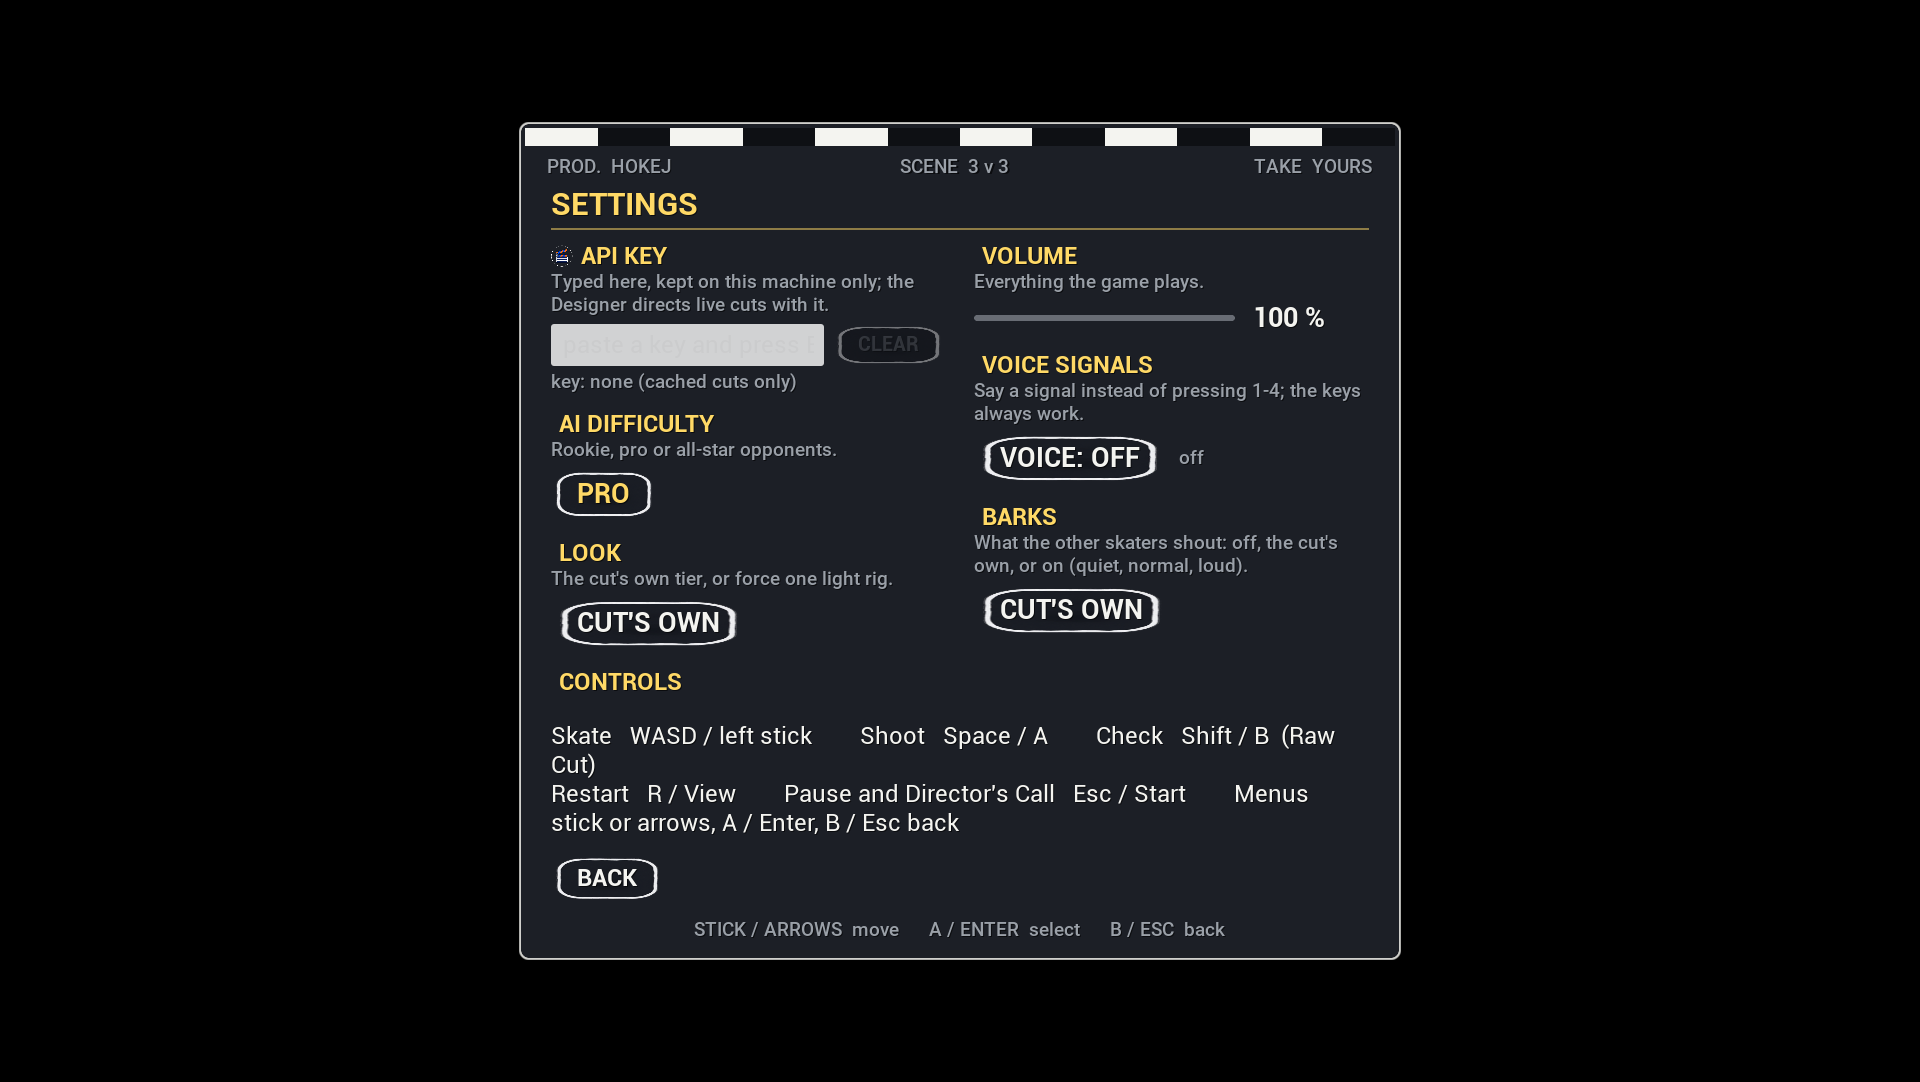 PROD. HOKEJ SCENE 3 v 3 TAKE YOURS
SETTINGS
API KEY
Typed here, kept on this machine only; the
Designer directs live cuts with it.
paste a key and press E
CLEAR
key: none (cached cuts only)
AI DIFFICULTY
Rookie, pro or all-star opponents.
PRO
LOOK
The cut's own tier, or force one light rig.
CUT'S OWN
VOLUME
Everything the game plays.
100 %
VOICE SIGNALS
Say a signal instead of pressing 1-4; the keys
always work.
VOICE: OFF off
BARKS
What the other skaters shout: off, the cut's
own, or on (quiet, normal, loud).
CUT'S OWN
CONTROLS
Skate WASD / left stick Shoot Space / A Check Shift / B (Raw
Cut)
Restart R / View Pause and Director's Call Esc / Start Menus
stick or arrows, A / Enter, B / Esc back
BACK
STICK / ARROWS move A / ENTER select B / ESC back